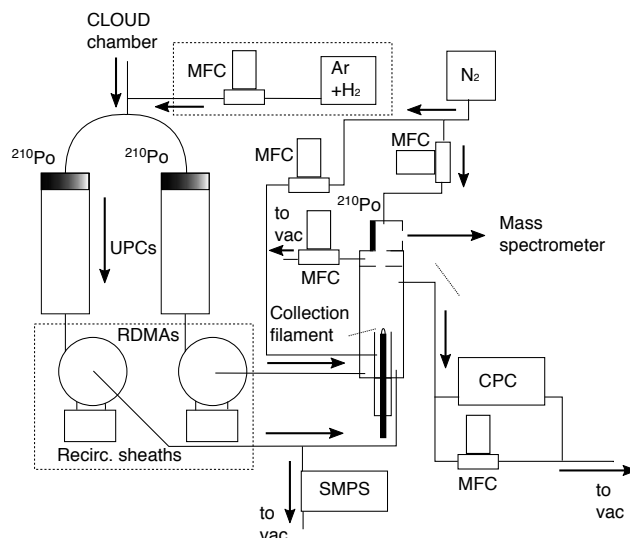 CLOUD
chamber
MFC
Ar
+H₂
N₂
²¹⁰Po
²¹⁰Po
MFC
MFC
²¹⁰Po
to
vac
MFC
Mass
spectrometer
UPCs
Collection
filament
RDMAs
CPC
Recirc. sheaths
SMPS
MFC
to
vac
to
vac